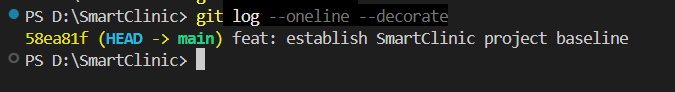 PS D:\SmartClinic> git log --oneline --decorate
58ea81f (HEAD -> main) feat: establish SmartClinic project baseline
PS D:\SmartClinic>